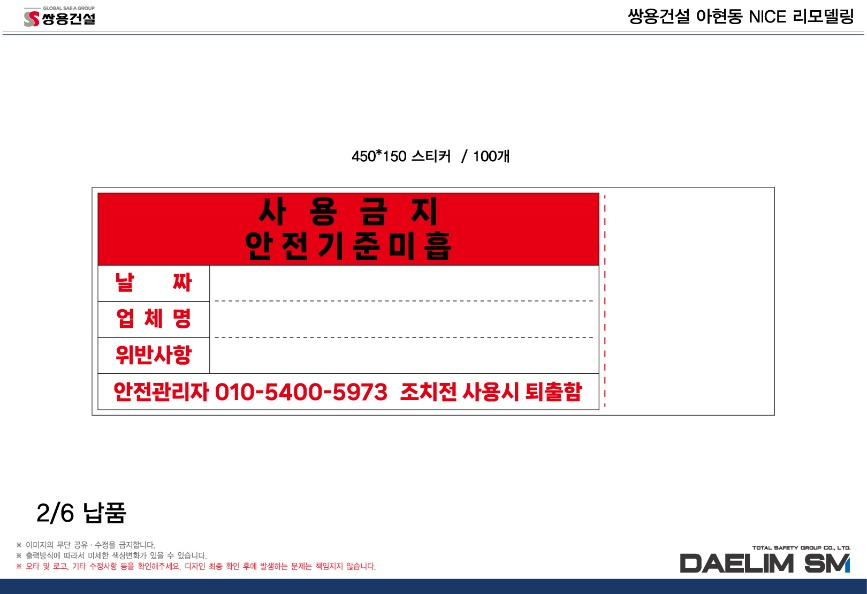 GLOBAL SAE-A GROUP
쌍용건설
쌍용건설 아현동 NICE 리모델링
450*150 스티커 / 100개
사 용 금 지
안전기준미흡
날 짜
업 체 명
위반사항
안전관리자 010-5400-5973 조치전 사용시 퇴출함
2/6 납품
※ 이미지의 무단 공유 · 수정을 금지합니다.
※ 출력방식에 따라서 미세한 색상변화가 있을 수 있습니다.
※ 오타 및 로고, 기타 수정사항 등을 확인해주세요. 디자인 최종 확인 후에 발생하는 문제는 책임지지 않습니다.
TOTAL SAFETY GROUP CO., LTD.
DAELIM SM